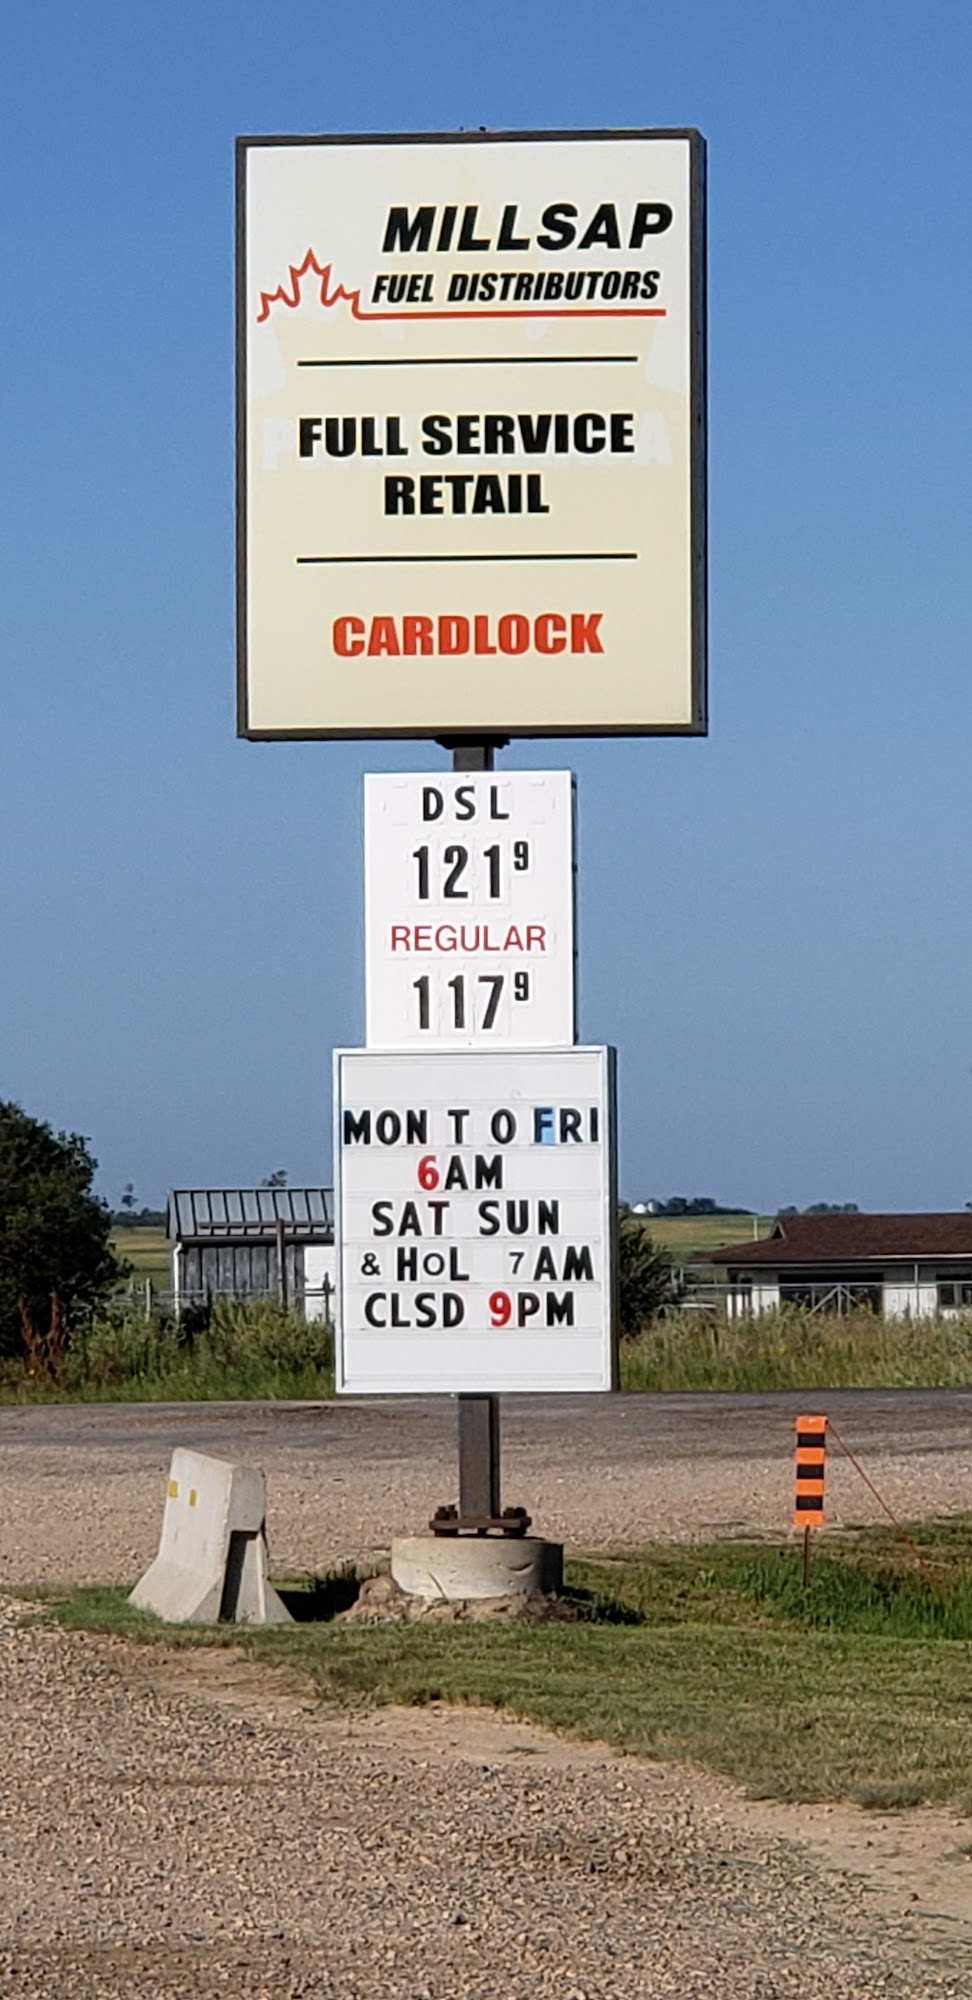 MILLSAP
FUEL DISTRIBUTORS
FULL SERVICE
RETAIL
CARDLOCK
DSL
121⁹
REGULAR
117⁹
MON TO FRI
6AM
SAT SUN
& HOL 7AM
CLSD 9PM